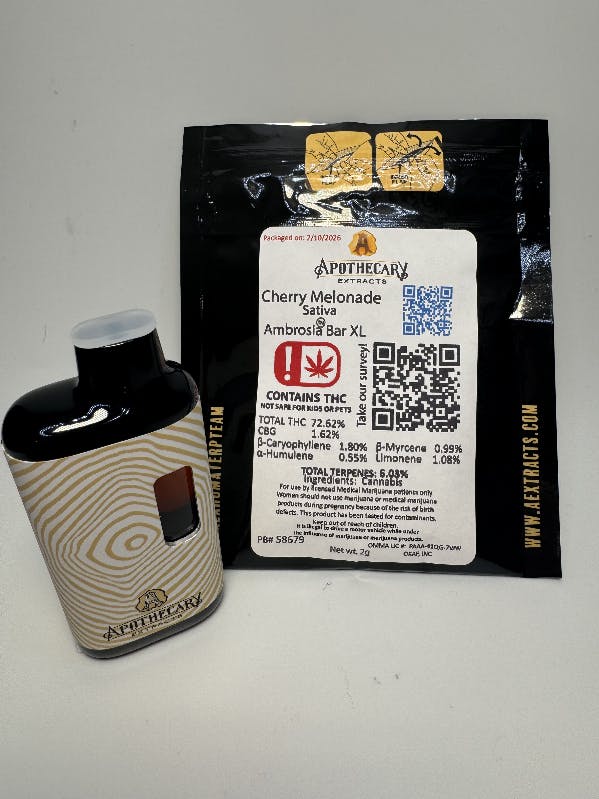 Packaged on: 2/10/2026
A
APOTHECARY
EXTRACTS
Cherry Melonade
Sativa
Ambrosia Bar XL
Take our survey!
CONTAINS THC
NOT SAFE FOR KIDS OR PETS
TOTAL THC 72.62%
CBG 1.62%
β-Caryophyllene 1.80% β-Myrcene 0.99%
α-Humulene 0.55% Limonene 1.08%
TOTAL TERPENES: 6.03%
Ingredients: Cannabis
For use by licensed Medical Marijuana patients only
Women should not use marijuana or medical marijuana
products during pregnancy because of the risk of birth
defects. This product has been tested for contaminants.
Keep out of reach of children.
It is illegal to drive a motor vehicle while under
the influence of marijuana or marijuana products.
PB# 58679
OMMA LIC #:
Net wt. 2g
WWW.AEXTRACTS.COM
APOTHECARY
EXTRACTS